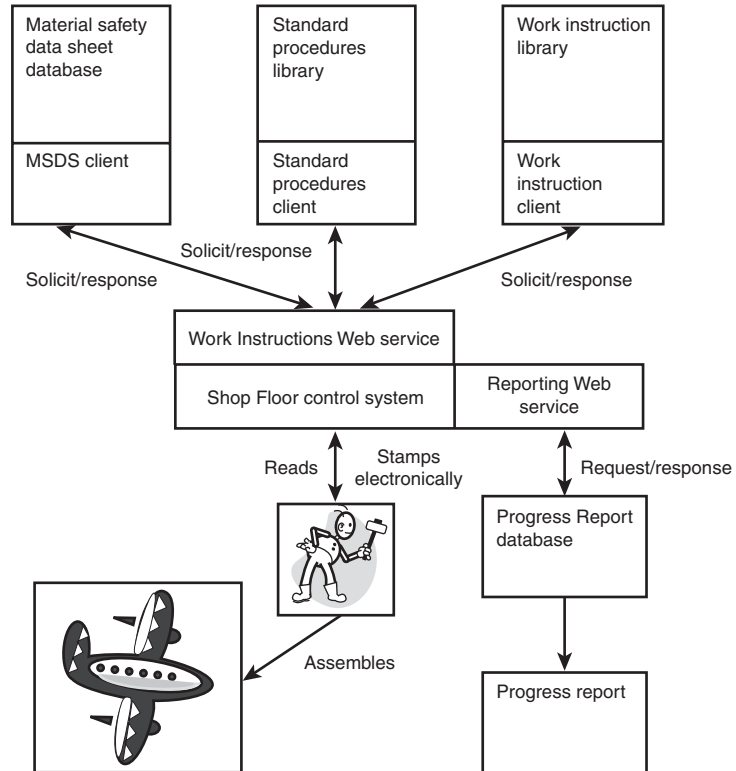 Material safety
data sheet
database
MSDS client
Standard
procedures
library
Standard
procedures
client
Work instruction
library
Work
instruction
client
Solicit/response
Solicit/response
Solicit/response
Work Instructions Web service
Shop Floor control system
Reporting Web
service
Reads
Stamps
electronically
Request/response
Progress Report
database
Assembles
Progress report